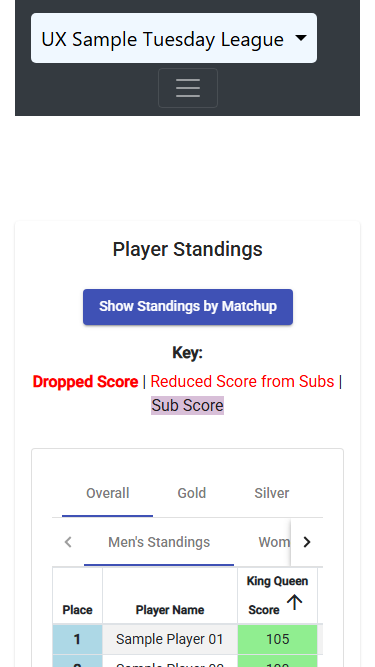 UX Sample Tuesday League
Player Standings
Show Standings by Matchup
Key:
Dropped Score | Reduced Score from Subs |
Sub Score
Overall Gold Silver
Men's Standings Wom
King Queen
Place Player Name Score
1 Sample Player 01 105